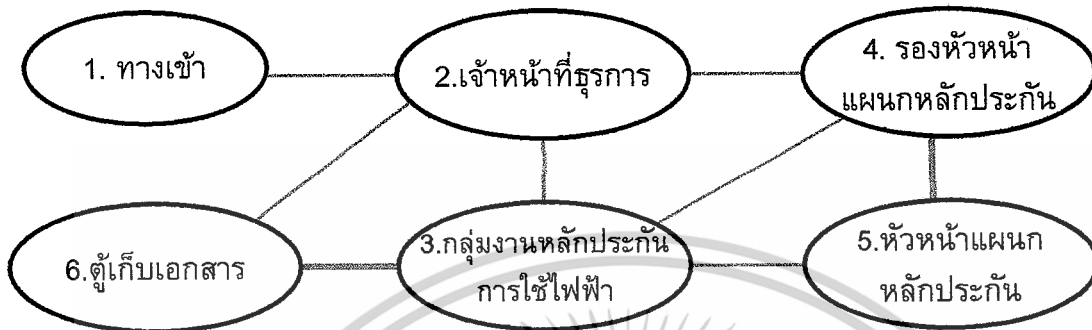 1. ทางเข้า
2.เจ้าหน้าที่ธุรการ
4. รองหัวหน้า
แผนกหลักประกัน
6.ตู้เก็บเอกสาร
3.กลุ่มงานหลักประกัน
การใช้ไฟฟ้า
5.หัวหน้าแผนก
หลักประกัน